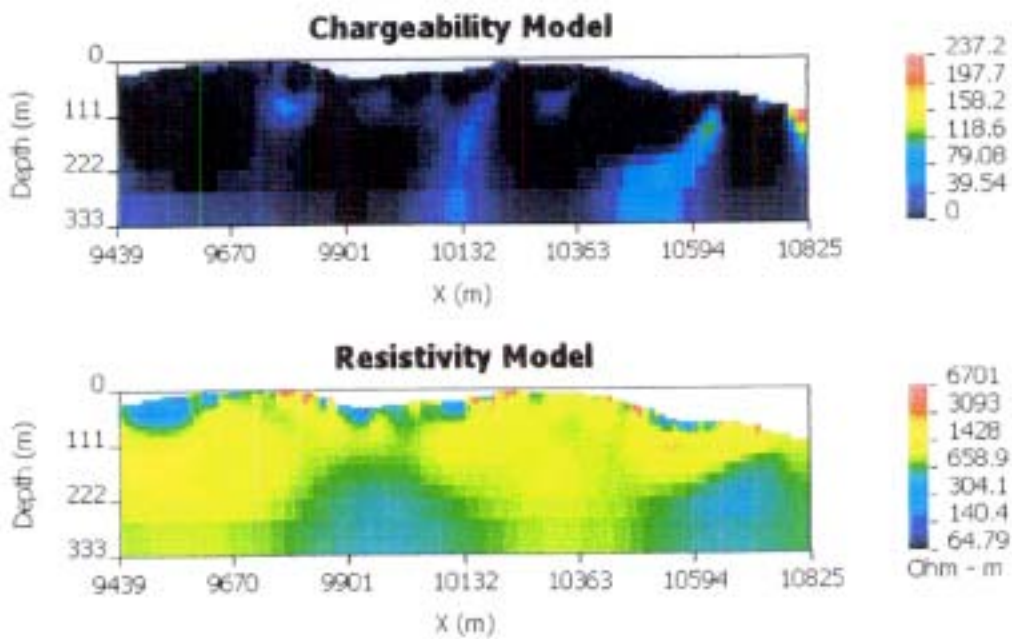 Chargeability Model
0
111
222
333
Depth (m)
9439 9670 9901 10132 10363 10594 10825
X (m)
237.2
197.7
158.2
118.6
79.08
39.54
0
Resistivity Model
0
111
222
333
Depth (m)
9439 9670 9901 10132 10363 10594 10825
X (m)
6701
3093
1428
658.9
304.1
140.4
64.79
Ohm - m